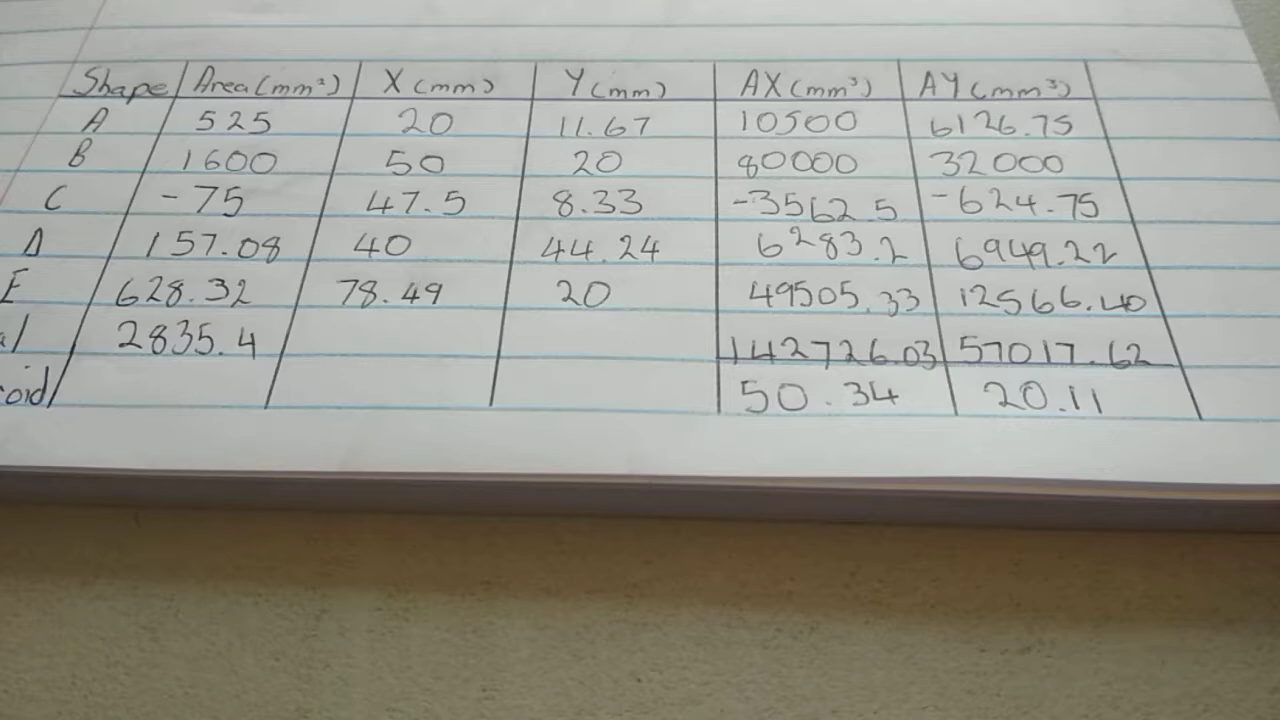 Shape Area (mm²) X (mm) Y (mm) AX (mm³) AY (mm³)
A 525 20 11.67 10500 6126.75
B 1600 50 20 80000 32000
C -75 47.5 8.33 -3562.5 -624.75
D 157.08 40 44.24 6283.2 6949.22
E 628.32 78.49 20 49505.33 12566.40
2835.4 142726.03 57017.62
50.34 20.11